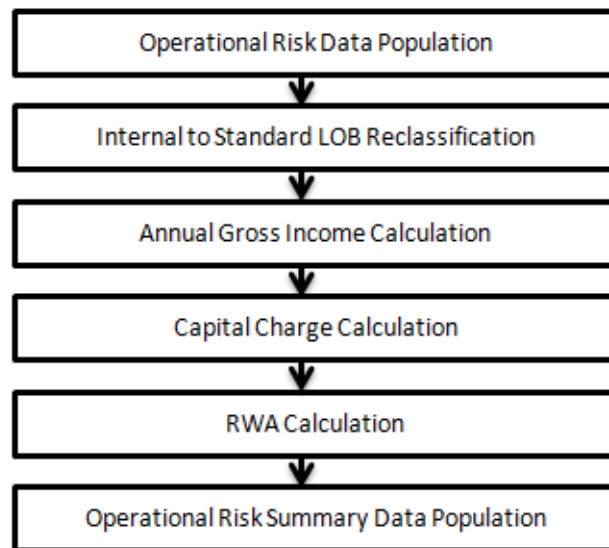 Operational Risk Data Population
Internal to Standard LOB Reclassification
Annual Gross Income Calculation
Capital Charge Calculation
RWA Calculation
Operational Risk Summary Data Population